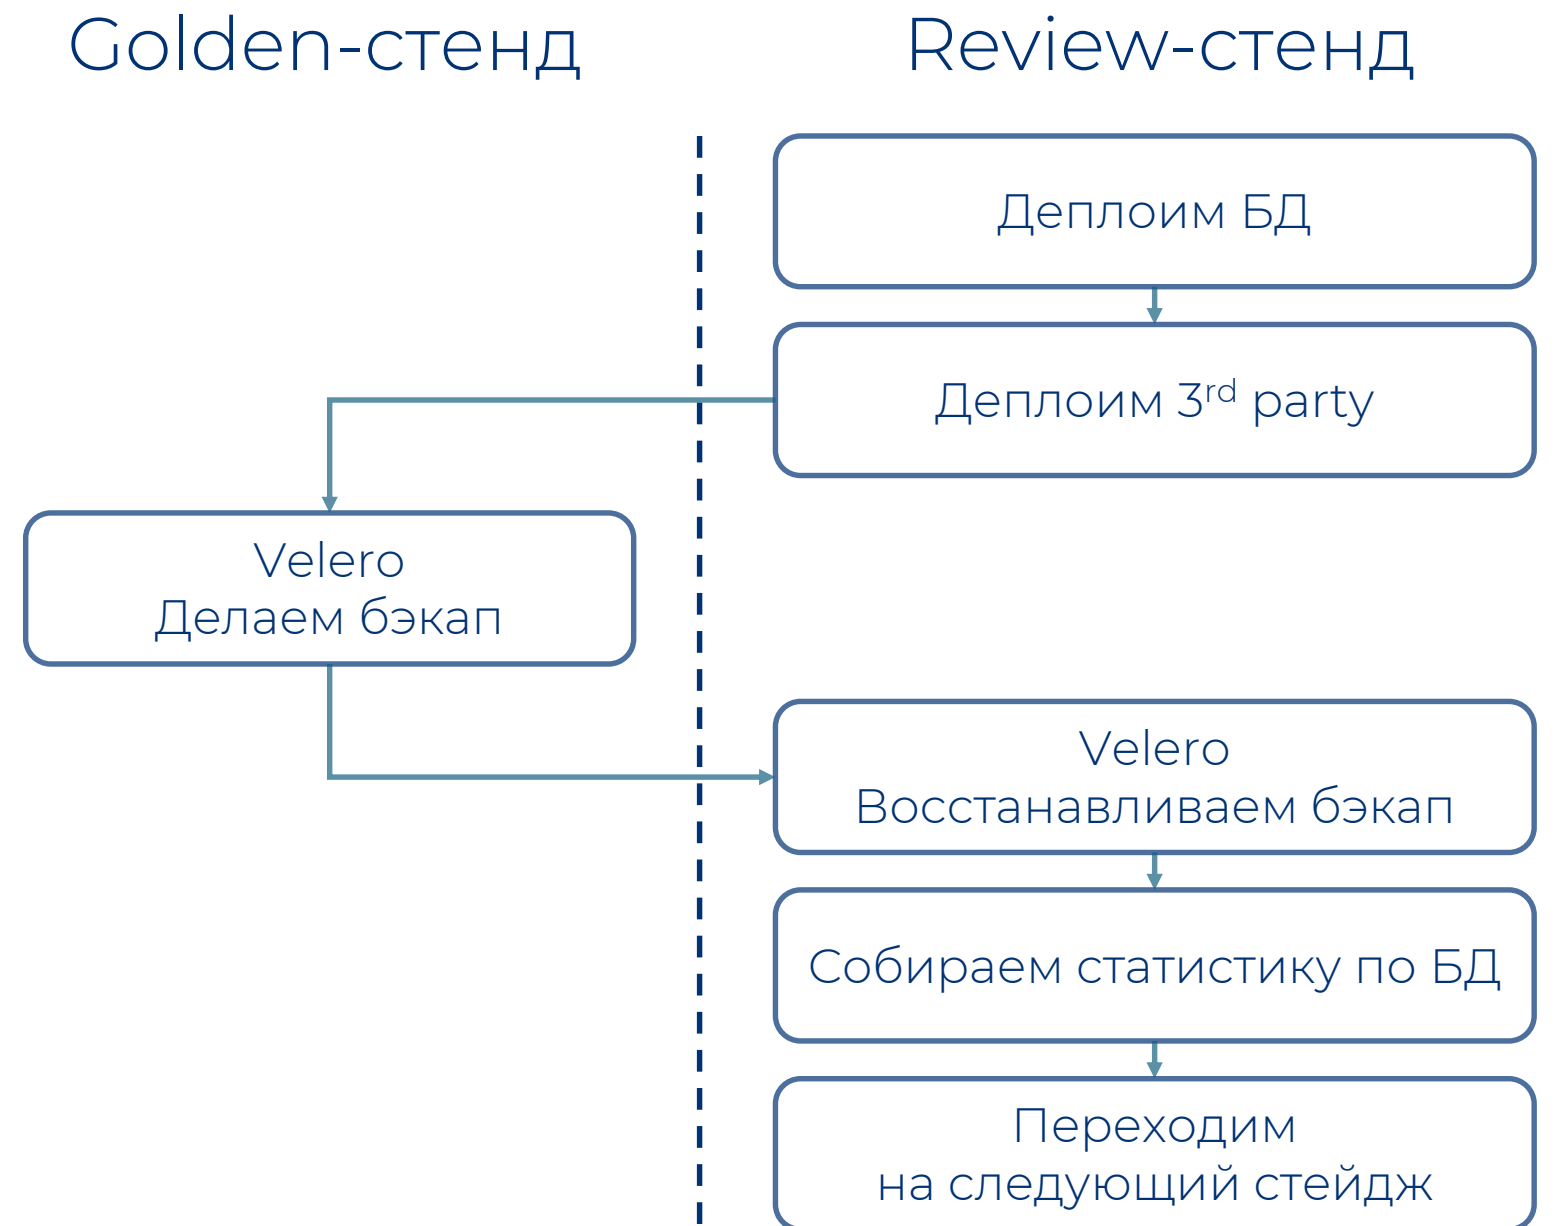 Golden-стенд
Review-стенд
Деплоим БД
Деплоим 3rd party
Velero
Делаем бэкап
Velero
Восстанавливаем бэкап
Собираем статистику по БД
Переходим
на следующий стейдж